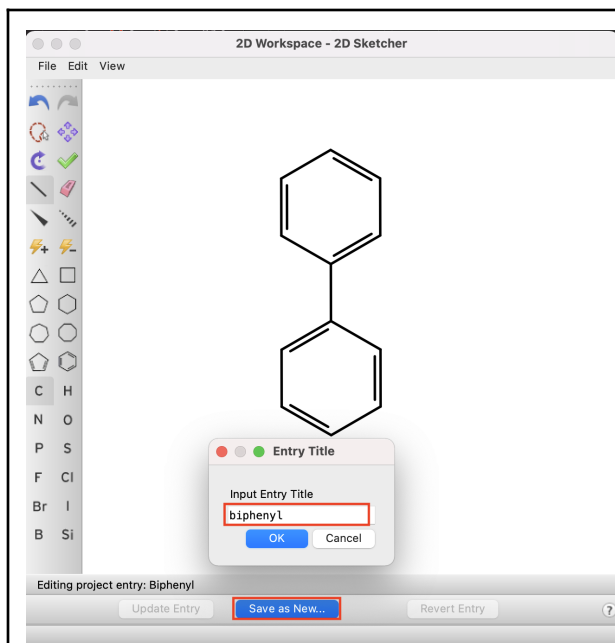 2D Workspace - 2D Sketcher
File Edit View
C H
N O
P S
F Cl
Br I
B Si
Entry Title
Input Entry Title
biphenyl
OK Cancel
Editing project entry: Biphenyl
Update Entry Save as New... Revert Entry ?